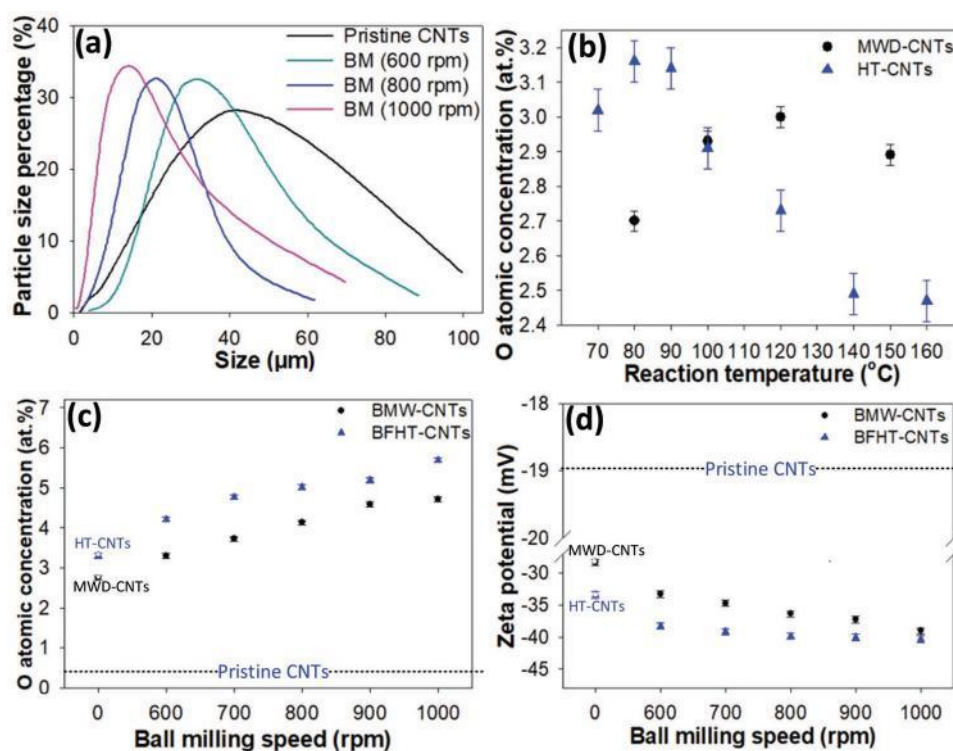 (a)
Pristine CNTs
BM (600 rpm)
BM (800 rpm)
BM (1000 rpm)
Particle size percentage (%)
40
30
20
10
0
0 20 40 60 80 100
Size (µm)
(b)
MWD-CNTs
HT-CNTs
O atomic concentration (at.%)
3.2
3.1
3.0
2.9
2.8
2.7
2.6
2.5
2.4
70 80 90 100 110 120 130 140 150 160
Reaction temperature (°C)
(c)
BMW-CNTs
BFHT-CNTs
O atomic concentration (at.%)
7
6
5
4
3
2
1
0
HT-CNTs
MWD-CNTs
Pristine CNTs
0 600 700 800 900 1000
Ball milling speed (rpm)
(d)
BMW-CNTs
BFHT-CNTs
Zeta potential (mV)
-18
-19
-20
-30
-35
-40
-45
Pristine CNTs
MWD-CNTs
HT-CNTs
0 600 700 800 900 1000
Ball milling speed (rpm)